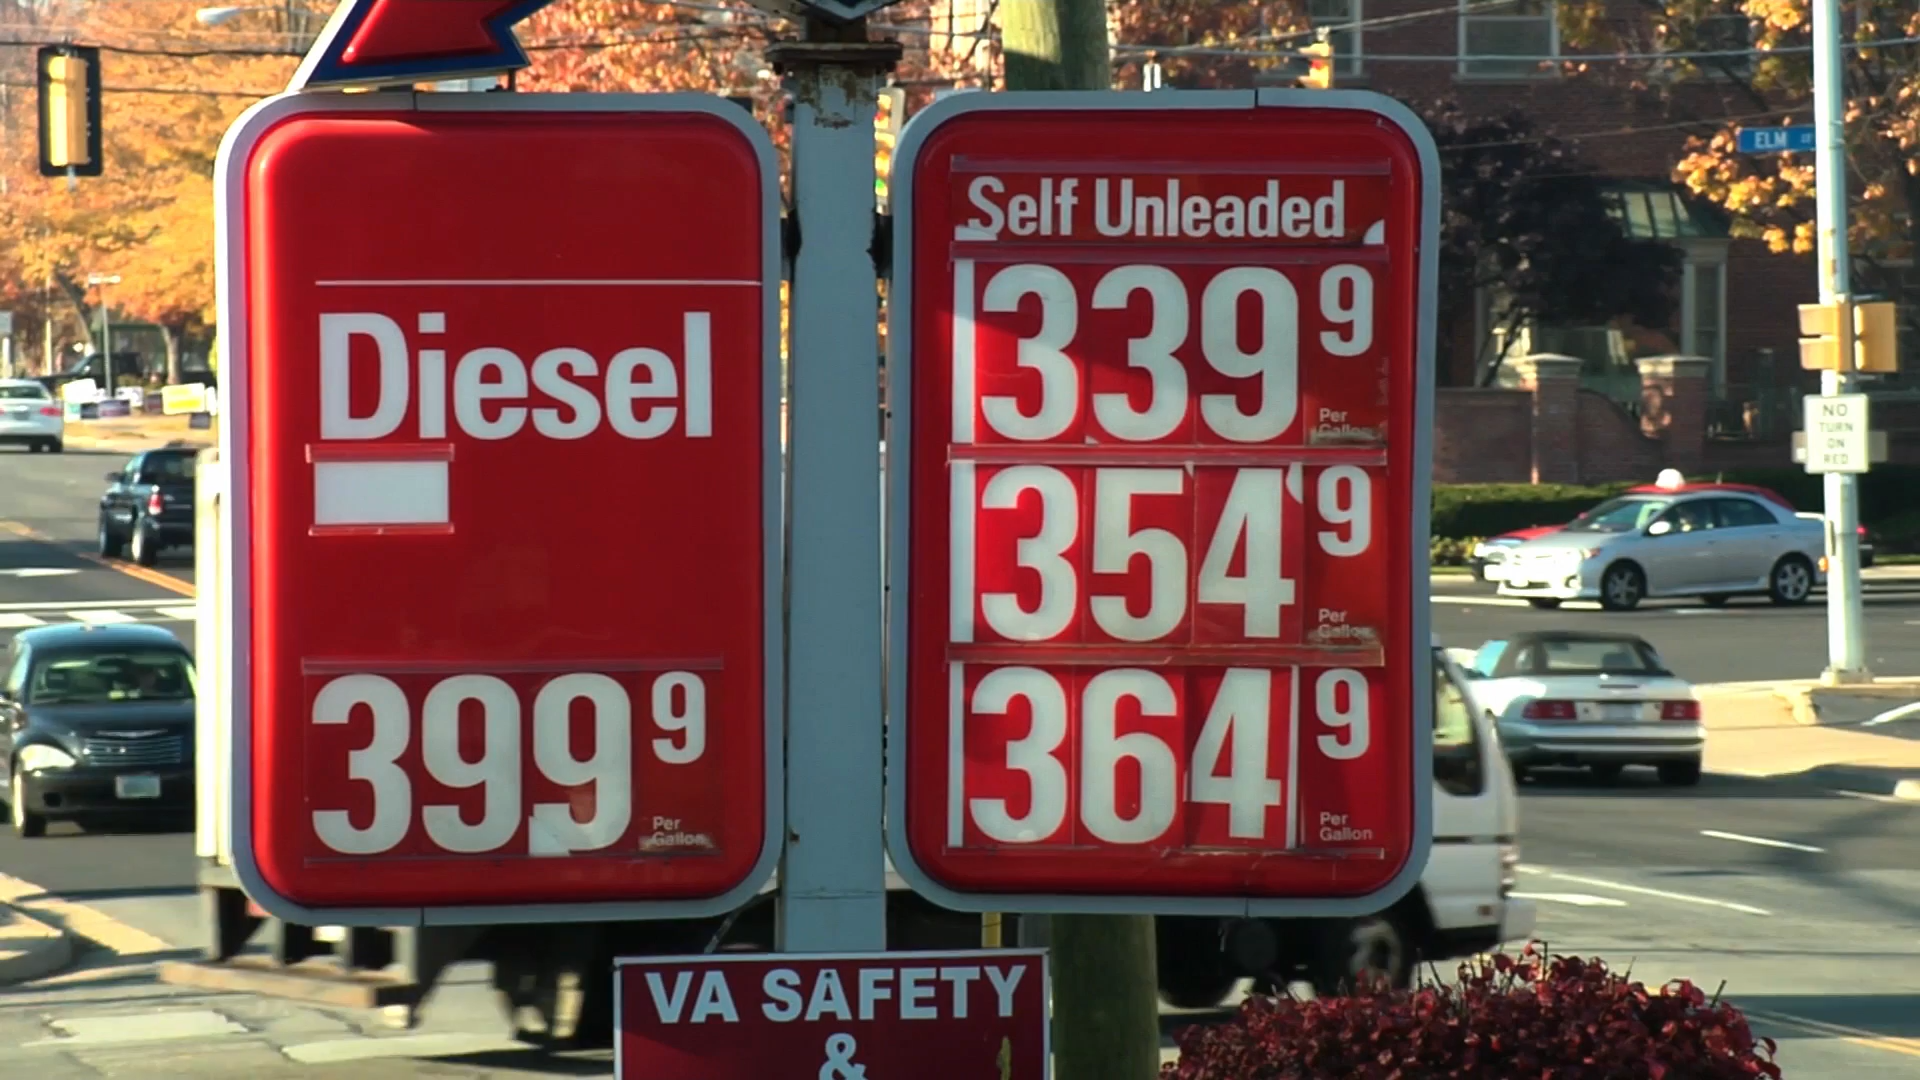 Diesel
399 9
Per
Gallon
Self Unleaded
339 9
Per
Gallon
354 9
Per
Gallon
364 9
Per
Gallon
VA SAFETY
&
ELM
NO
TURN
ON
RED